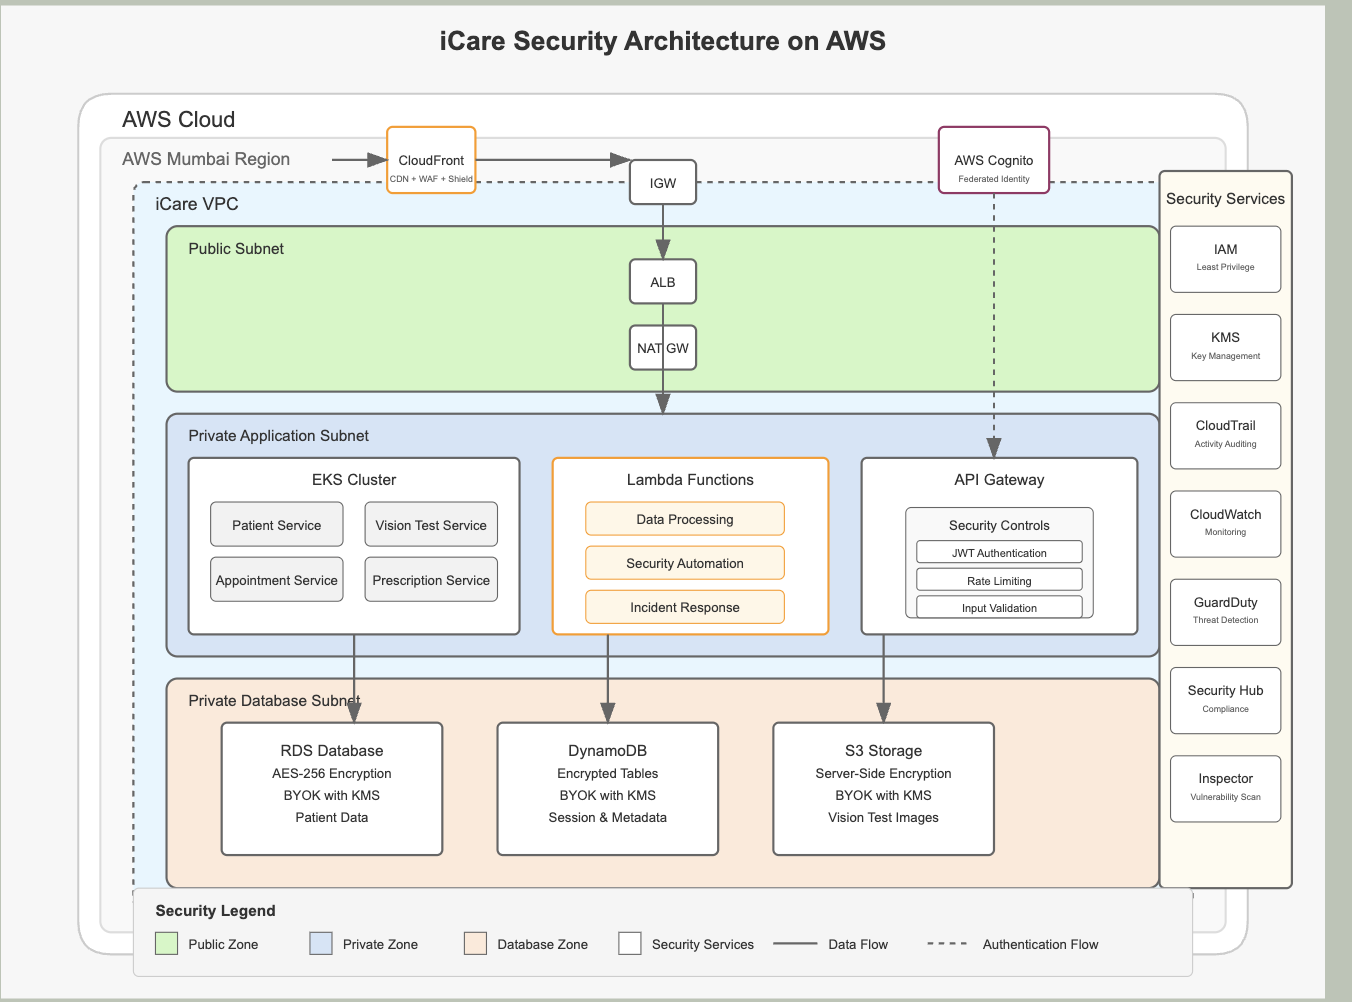 iCare Security Architecture on AWS
AWS Cloud
AWS Mumbai Region
CloudFront
CDN + WAF + Shield
IGW
AWS Cognito
Federated Identity
iCare VPC
Public Subnet
ALB
NAT GW
Private Application Subnet
EKS Cluster
Patient Service
Vision Test Service
Appointment Service
Prescription Service
Lambda Functions
Data Processing
Security Automation
Incident Response
API Gateway
Security Controls
JWT Authentication
Rate Limiting
Input Validation
Private Database Subnet
RDS Database
AES-256 Encryption
BYOK with KMS
Patient Data
DynamoDB
Encrypted Tables
BYOK with KMS
Session & Metadata
S3 Storage
Server-Side Encryption
BYOK with KMS
Vision Test Images
Security Services
IAM
Least Privilege
KMS
Key Management
CloudTrail
Activity Auditing
CloudWatch
Monitoring
GuardDuty
Threat Detection
Security Hub
Compliance
Inspector
Vulnerability Scan
Security Legend
Public Zone
Private Zone
Database Zone
Security Services
Data Flow
Authentication Flow